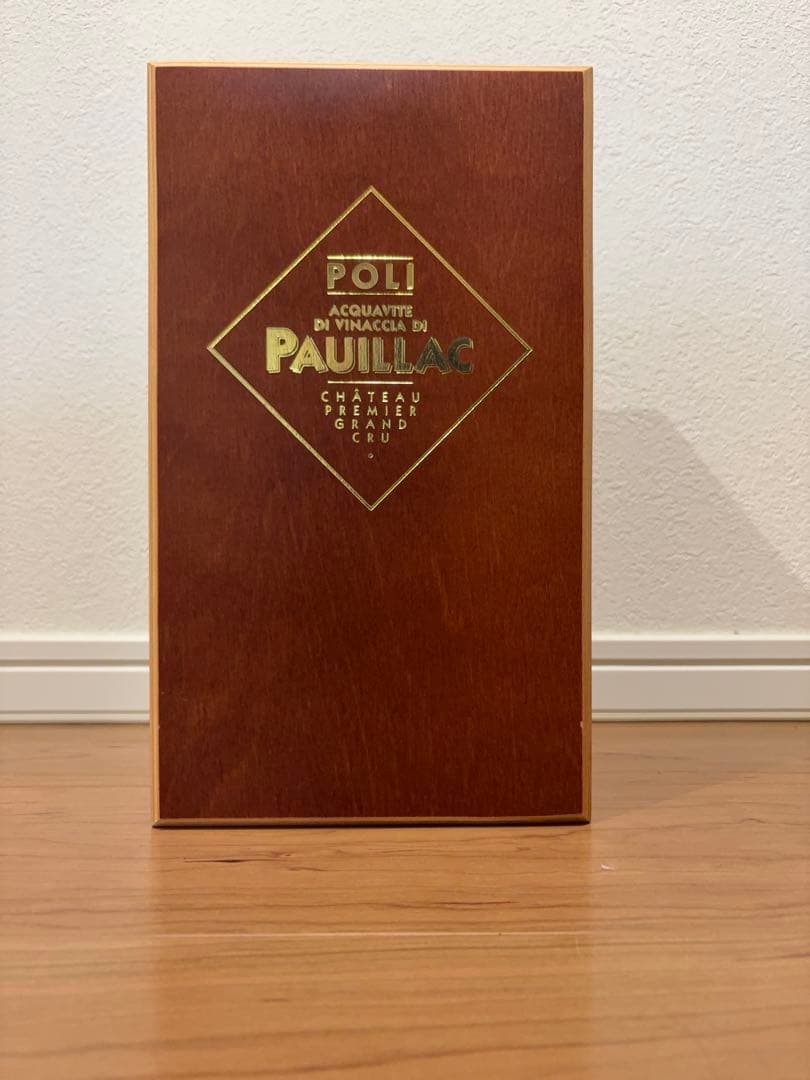 POLI
ACQUAVITE
DI VINACCIA DI
PAUILLAC
CHÂTEAU
PREMIER
GRAND
CRU